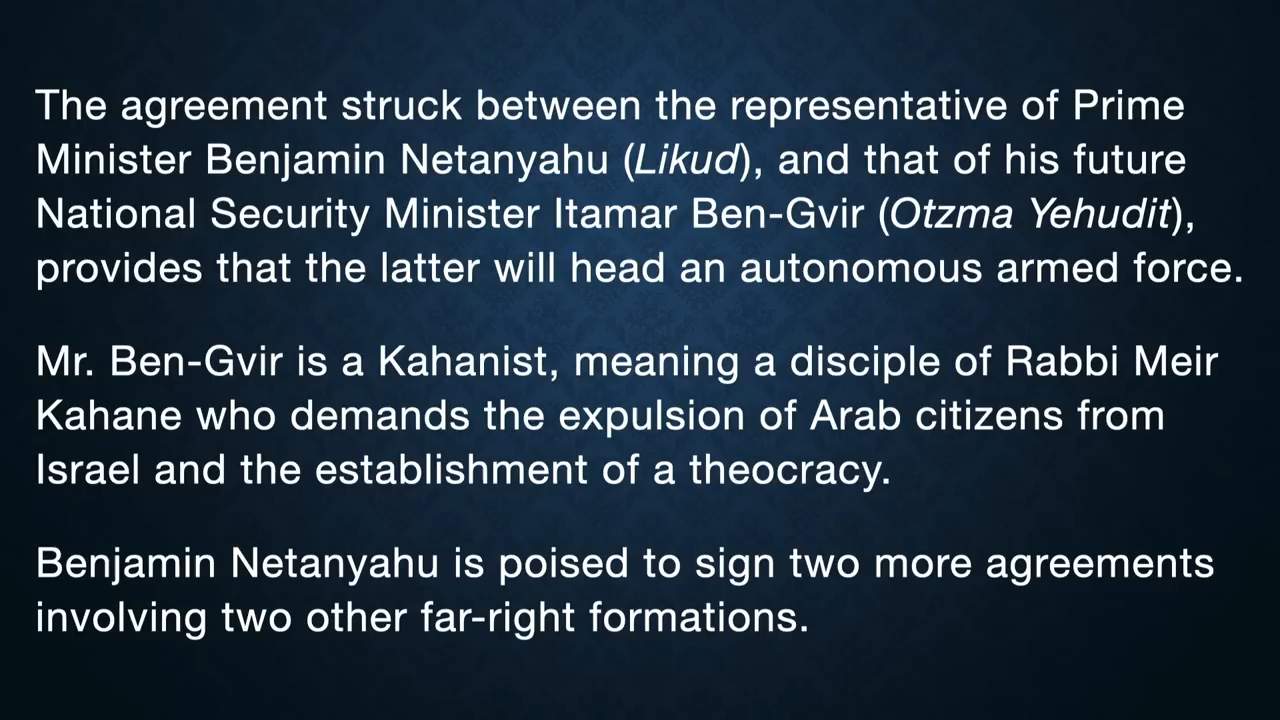 The agreement struck between the representative of Prime
Minister Benjamin Netanyahu (Likud), and that of his future
National Security Minister Itamar Ben-Gvir (Otzma Yehudit),
provides that the latter will head an autonomous armed force.
Mr. Ben-Gvir is a Kahanist, meaning a disciple of Rabbi Meir
Kahane who demands the expulsion of Arab citizens from
Israel and the establishment of a theocracy.
Benjamin Netanyahu is poised to sign two more agreements
involving two other far-right formations.